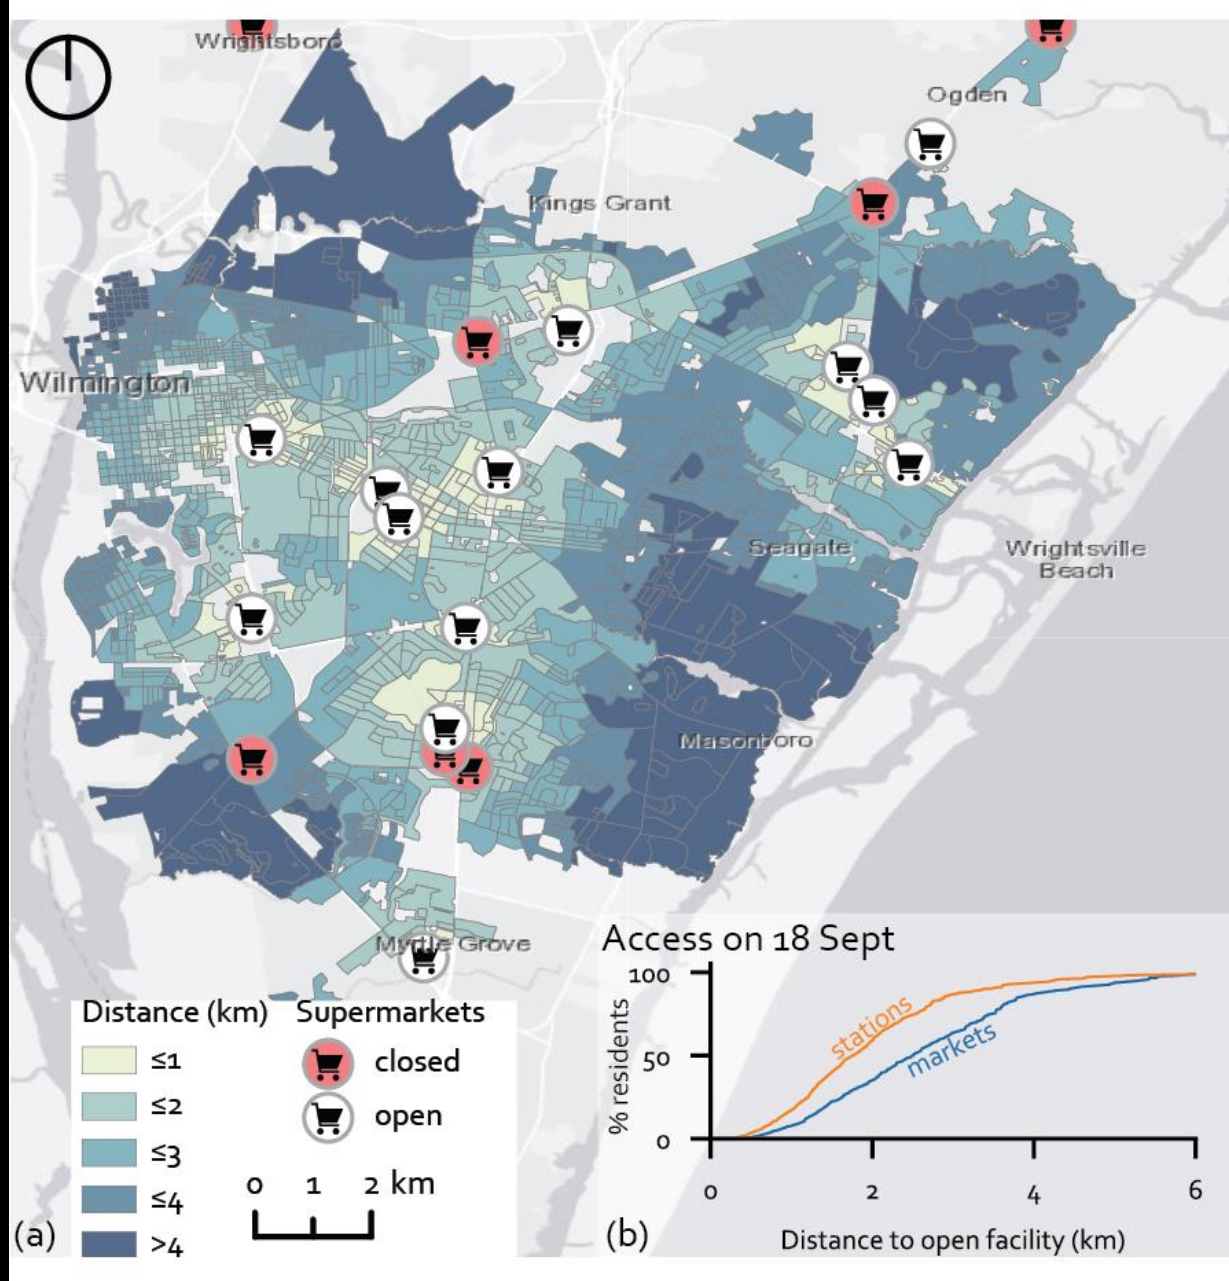 Wrightsboro
Ogden
Kings Grant
Wilmington
Seagate
Wrightsville
Beach
Masonboro
Myrtle Grove
Distance (km)
≤1
≤2
≤3
≤4
>4
Supermarkets
closed
open
0 1 2 km
(a)
Access on 18 Sept
% residents
100
50
0
stations
markets
0 2 4 6
Distance to open facility (km)
(b)